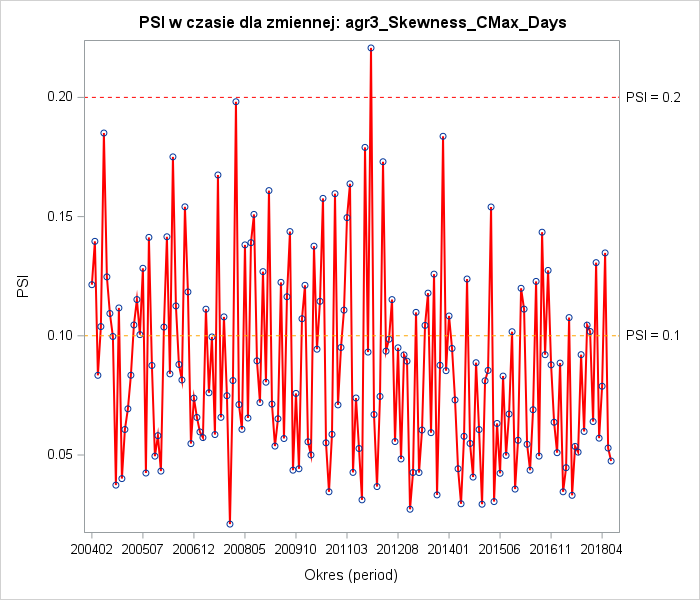 PSI w czasie dla zmiennej: agr3_Skewness_CMax_Days
PSI
0.20
0.15
0.10
0.05
PSI = 0.2
PSI = 0.1
200402 200507 200612 200805 200910 201103 201208 201401 201506 201611 201804
Okres (period)